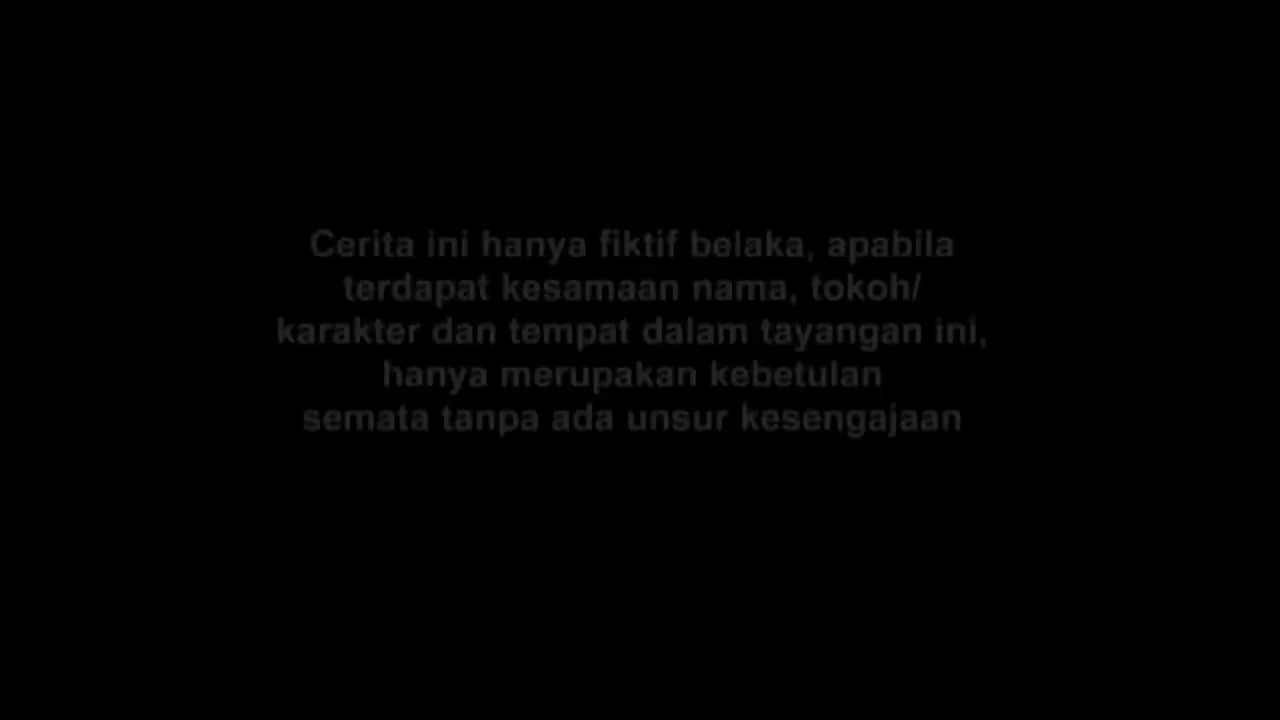 Cerita ini hanya fiktif belaka, apabila
terdapat kesamaan nama, tokoh/
karakter dan tempat dalam tayangan ini,
hanya merupakan kebetulan
semata tanpa ada unsur kesengajaan